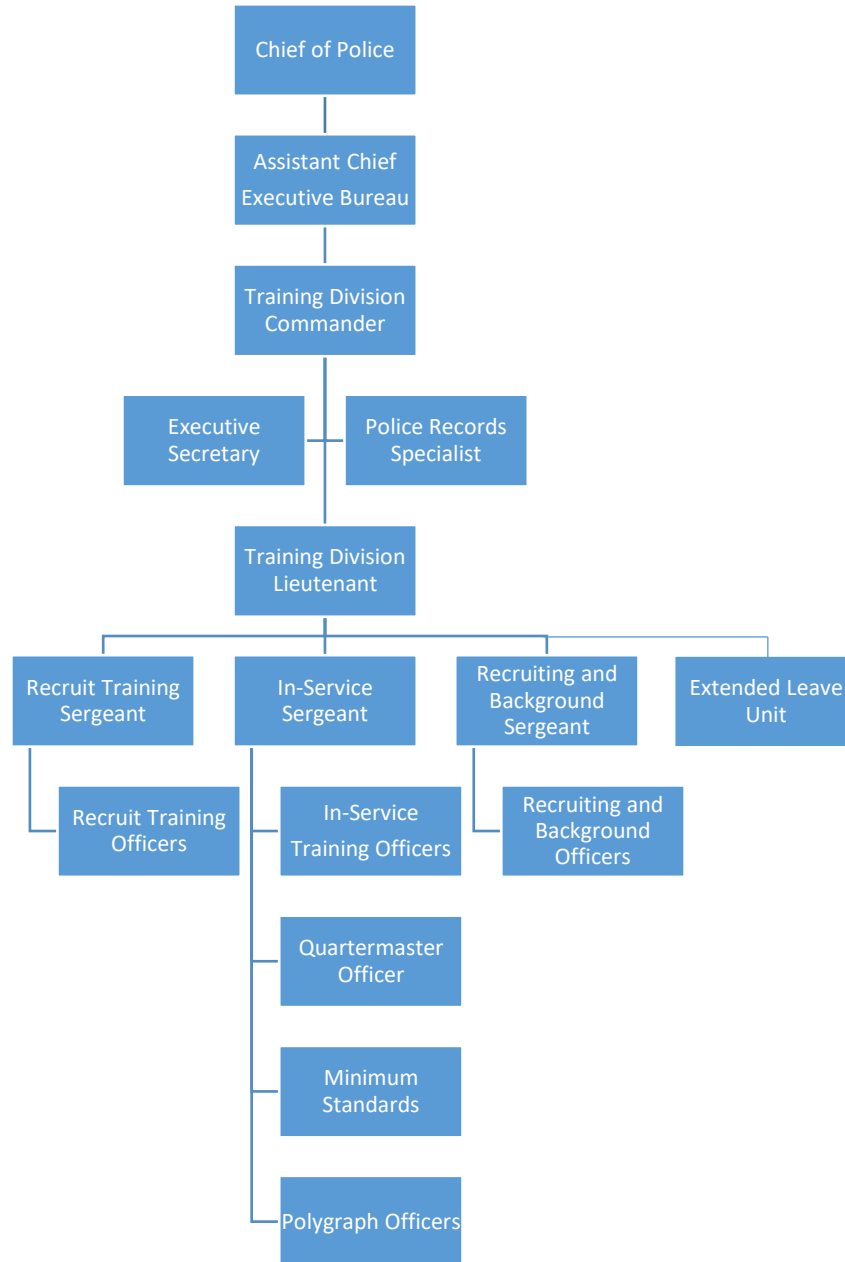 Chief of Police
Assistant Chief
Executive Bureau
Training Division
Commander
Executive
Secretary
Police Records
Specialist
Training Division
Lieutenant
Recruit Training
Sergeant
In-Service
Sergeant
Recruiting and
Background
Sergeant
Extended Leave
Unit
Recruit Training
Officers
In-Service
Training Officers
Recruiting and
Background
Officers
Quartermaster
Officer
Minimum
Standards
Polygraph Officers